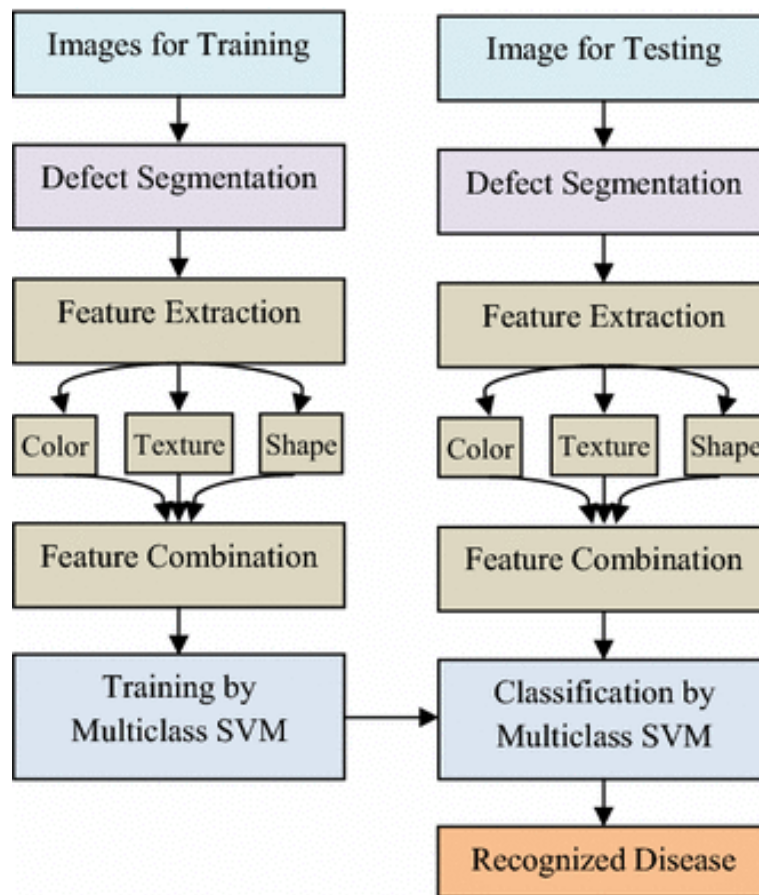 Images for Training
Defect Segmentation
Feature Extraction
Color
Texture
Shape
Feature Combination
Training by
Multiclass SVM
Image for Testing
Defect Segmentation
Feature Extraction
Color
Texture
Shape
Feature Combination
Classification by
Multiclass SVM
Recognized Disease